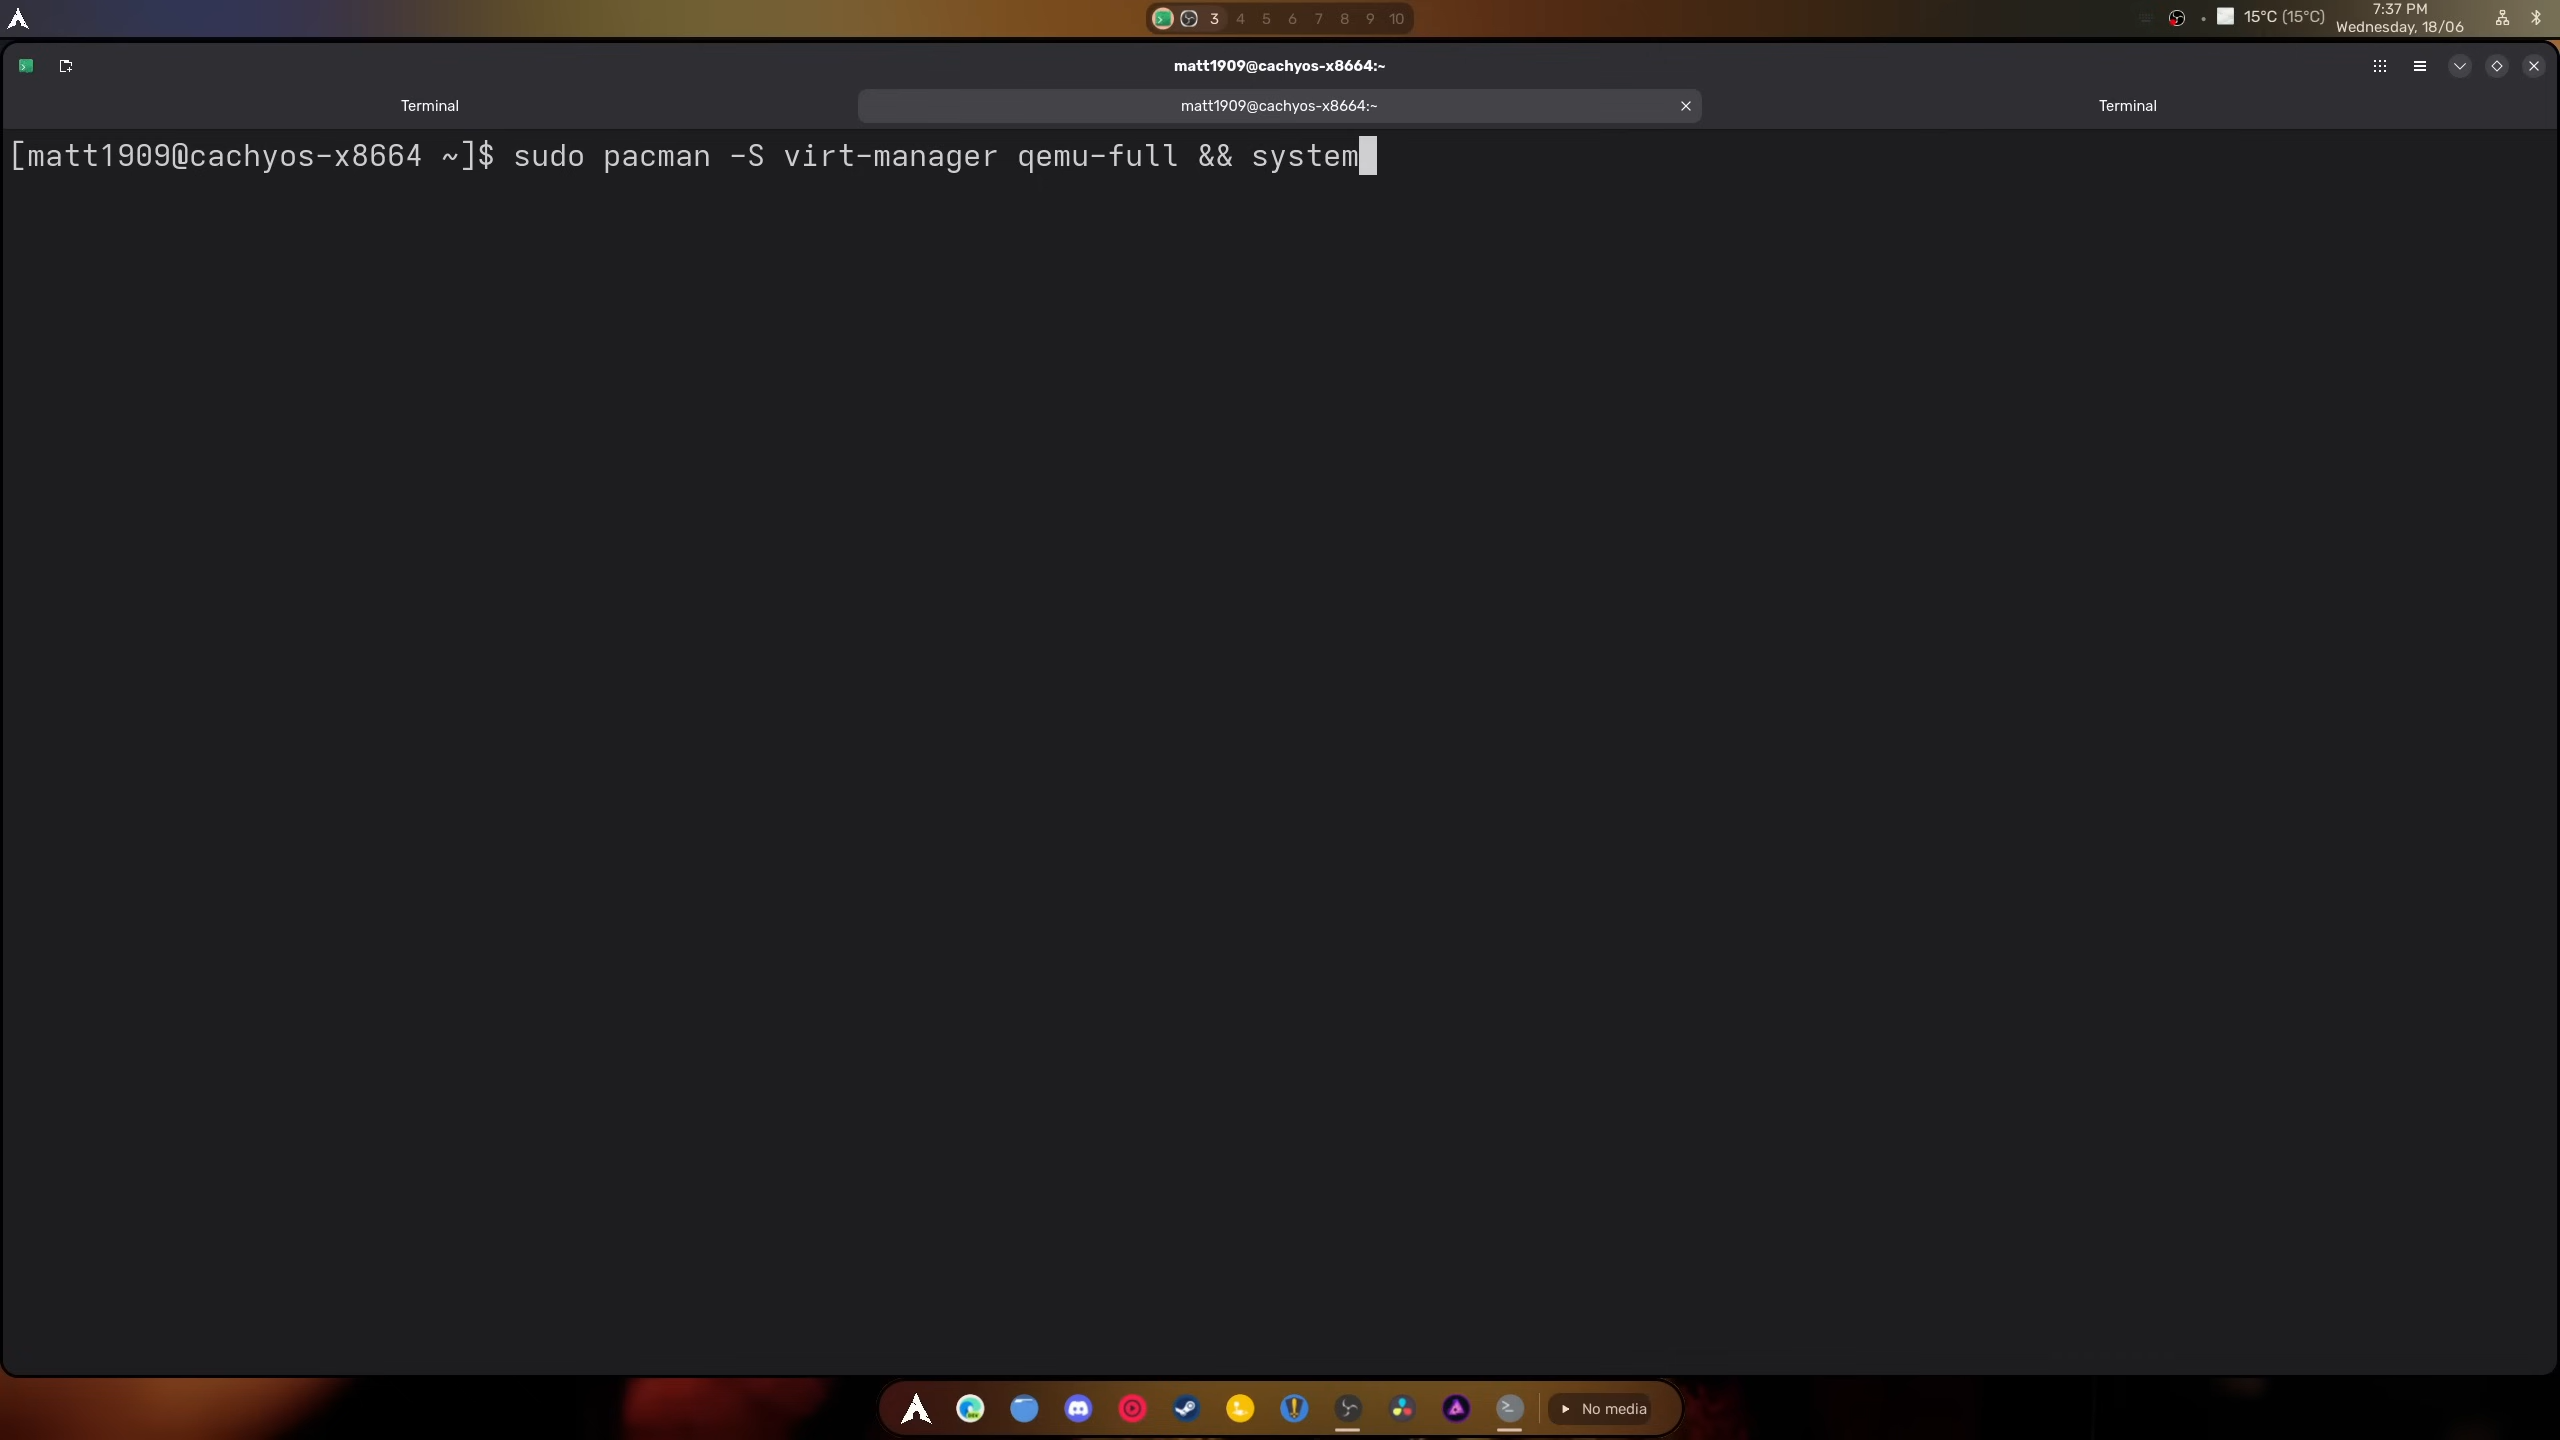 3 4 5 6 7 8 9 10
15°C (15°C)
7:37 PM
Wednesday, 18/06
matt1909@cachyos-x8664:~
Terminal
matt1909@cachyos-x8664:~
Terminal
[matt1909@cachyos-x8664 ~]$ sudo pacman -S virt-manager qemu-full && system
No media